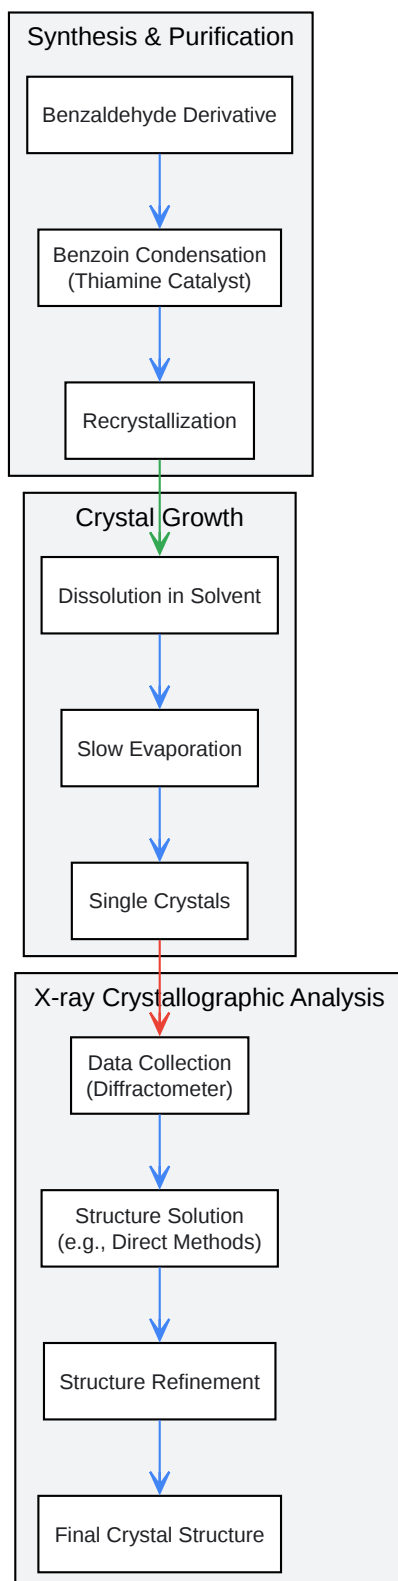 Synthesis & Purification
Benzaldehyde Derivative
Benzoin Condensation
(Thiamine Catalyst)
Recrystallization
Crystal Growth
Dissolution in Solvent
Slow Evaporation
Single Crystals
X-ray Crystallographic Analysis
Data Collection
(Diffractometer)
Structure Solution
(e.g., Direct Methods)
Structure Refinement
Final Crystal Structure